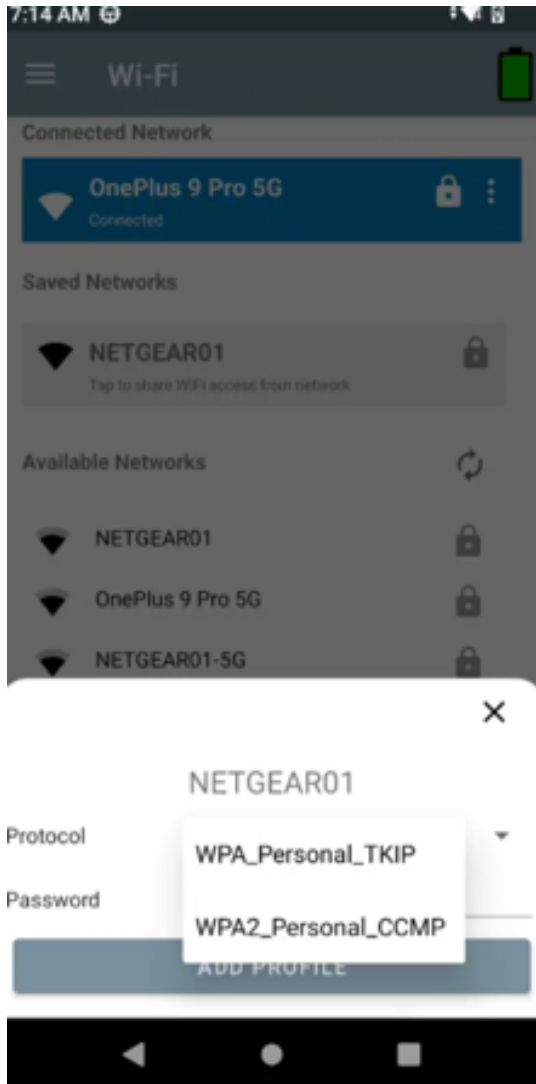 7:14 AM
Wi-Fi
Connected Network
OnePlus 9 Pro 5G
Connected
Saved Networks
NETGEAR01
Tap to share WiFi access from network
Available Networks
NETGEAR01
OnePlus 9 Pro 5G
NETGEAR01-5G
NETGEAR01
Protocol
WPA_Personal_TKIP
Password
WPA2_Personal_CCMP
ADD PROFILE